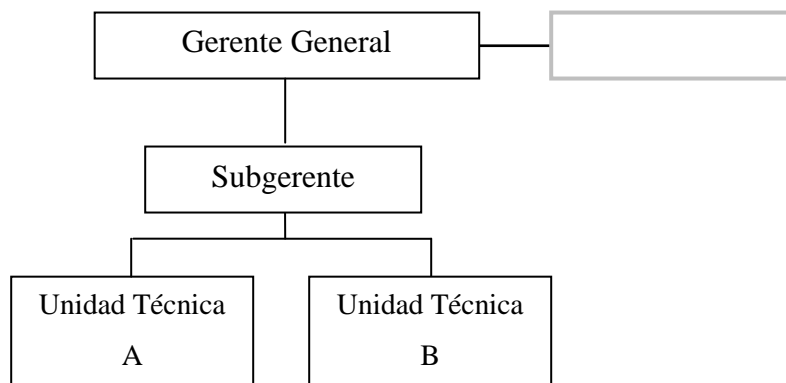 Gerente General
Subgerente
Unidad Técnica
A
Unidad Técnica
B